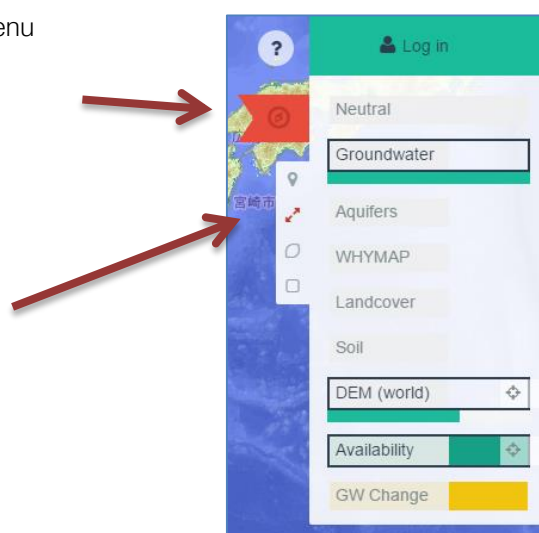 enu
?
Log in
Neutral
Groundwater
宮崎市
Aquifers
WHYMAP
Landcover
Soil
DEM (world)
Availability
GW Change